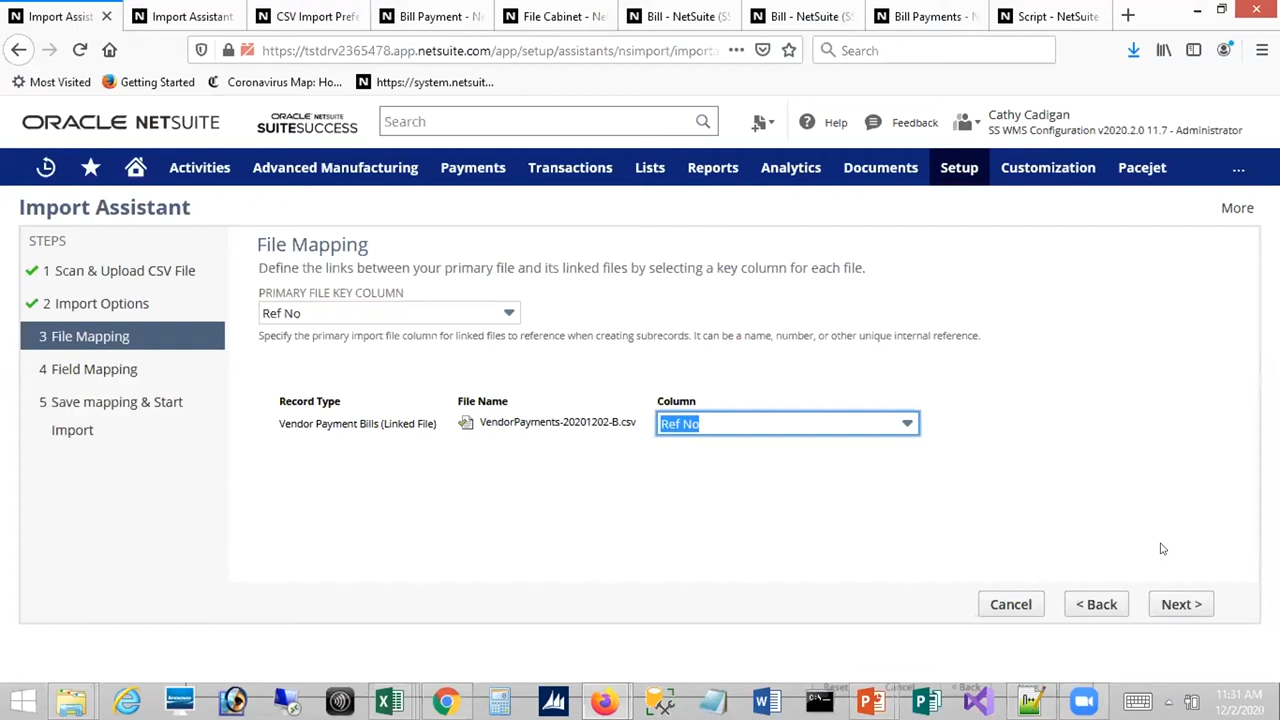 Import Assist
Import Assistant
CSV Import Prefe
Bill Payment - N
File Cabinet - Ne
Bill - NetSuite (SS
Bill - NetSuite (SS
Bill Payments - N
Script - NetSuite
https://tstdrv2365478.app.netsuite.com/app/setup/assistants/nsimport/importa
Search
Most Visited
Getting Started
Coronavirus Map: Ho...
https://system.netsuit...
ORACLE NETSUITE
ORACLE NETSUITE
SUITESUCCESS
Search
Help
Feedback
Cathy Cadigan
SS WMS Configuration v2020.2.0 11.7 - Administrator
Activities
Advanced Manufacturing
Payments
Transactions
Lists
Reports
Analytics
Documents
Setup
Customization
Pacejet
...
Import Assistant
More
STEPS
1 Scan & Upload CSV File
2 Import Options
3 File Mapping
4 Field Mapping
5 Save mapping & Start
Import
File Mapping
Define the links between your primary file and its linked files by selecting a key column for each file.
PRIMARY FILE KEY COLUMN
Ref No
Specify the primary import file column for linked files to reference when creating subrecords. It can be a name, number, or other unique internal reference.
Record Type
File Name
Column
Vendor Payment Bills (Linked File)
VendorPayments-20201202-B.csv
Ref No
Cancel
< Back
Next >
11:31 AM
12/2/2020